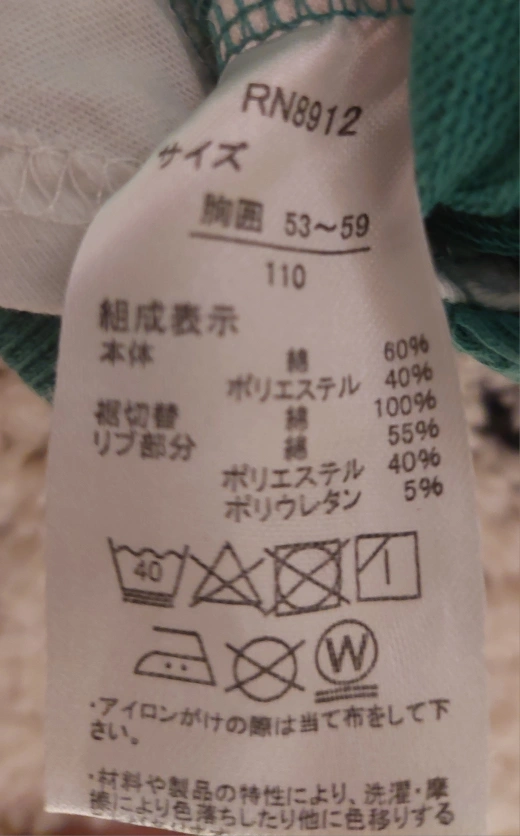 RN8912
サイズ
胸囲 53～59
110
組成表示
本体 綿 60%
ポリエステル 40%
裾切替 綿 100%
リブ部分 綿 55%
ポリエステル 40%
ポリウレタン 5%
40
W
・アイロンがけの際は当て布をして下
さい。
・材料や製品の特性により、洗濯・摩
擦により色落ちしたり他に色移りする